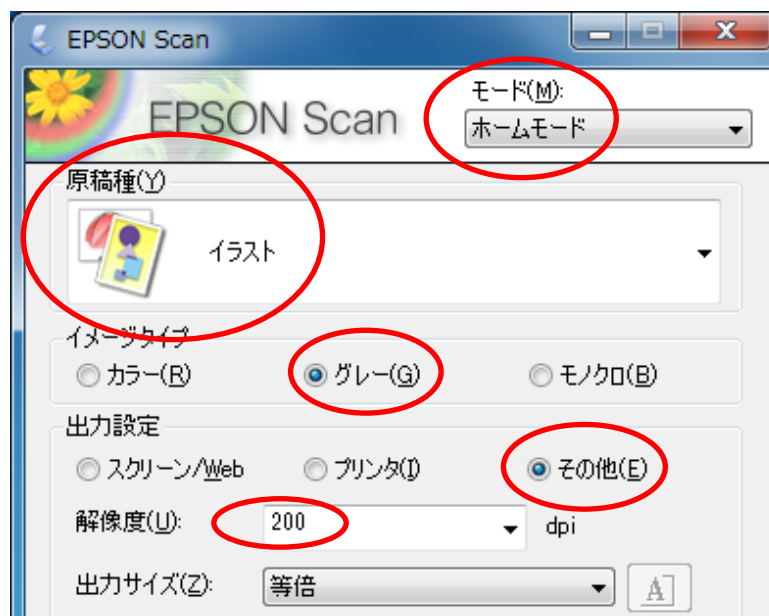 EPSON Scan
EPSON Scan
モード(M):
ホームモード
原稿種(Y)
イラスト
イメージタイプ
カラー(R) グレー(G) モノクロ(B)
出力設定
スクリーン/Web プリンタ(I) その他(E)
解像度(U): 200 dpi
出力サイズ(Z): 等倍 A